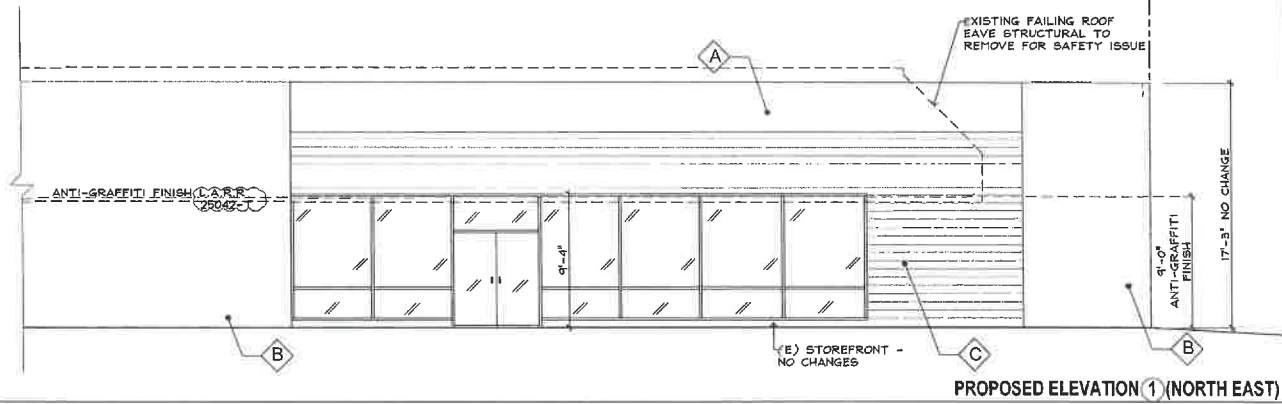 EXISTING FAILING ROOF
EAVE STRUCTURAL TO
REMOVE FOR SAFETY ISSUE
A
ANTI-GRAFFITI FINISH L.A.R.R.
25042-T
9'-4"
9'-0"
ANTI-GRAFFITI
FINISH
17'-3" NO CHANGE
B
(E) STOREFRONT -
NO CHANGES
C
B
PROPOSED ELEVATION 1 (NORTH EAST)